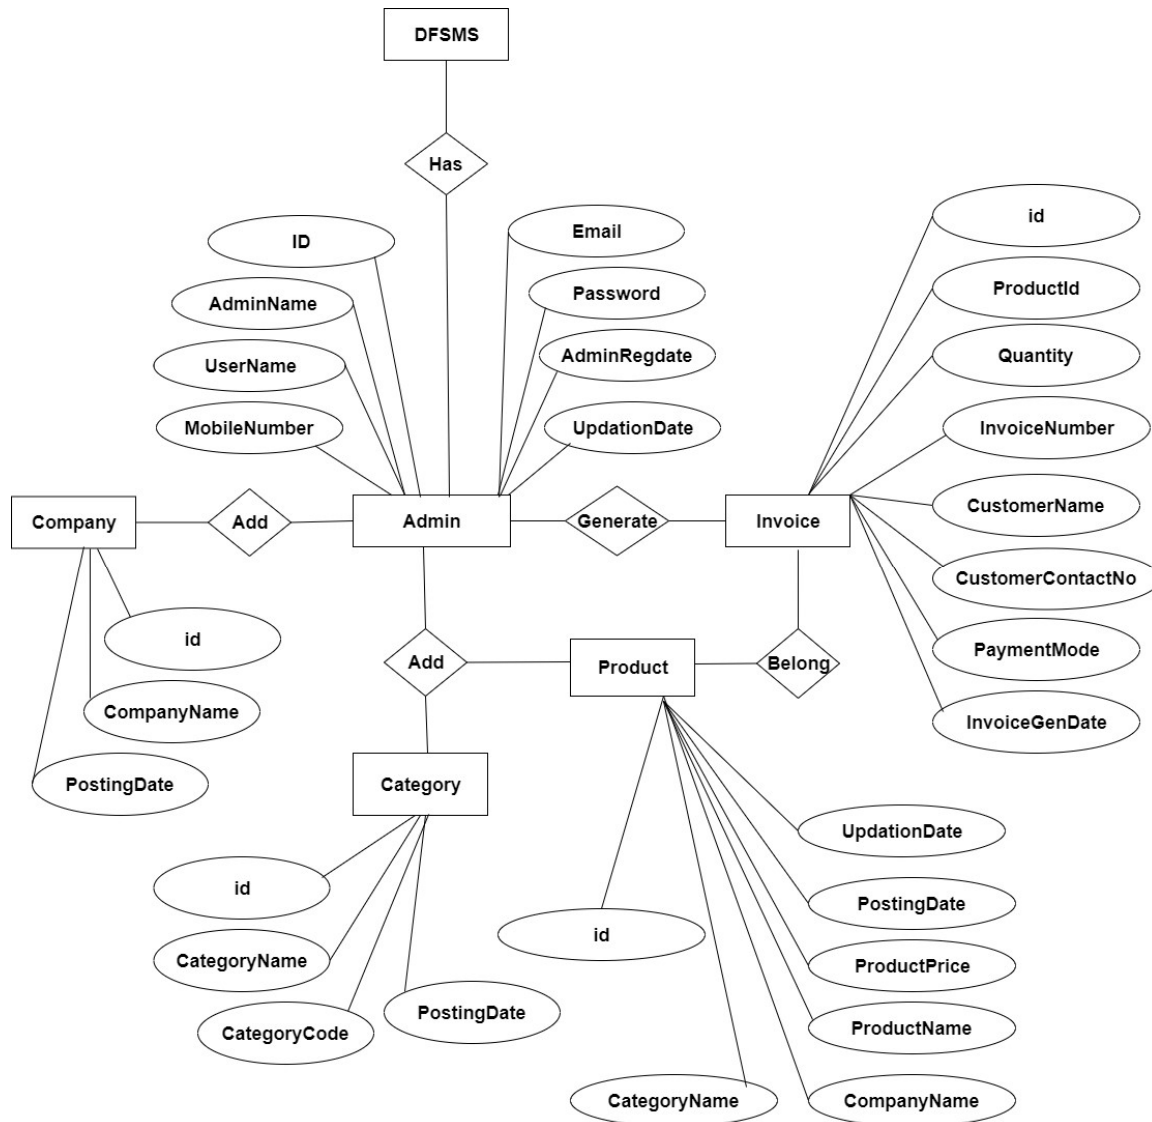 DFSMS
Has
ID
Email
id
AdminName
Password
ProductId
UserName
AdminRegdate
Quantity
MobileNumber
UpdationDate
InvoiceNumber
Company
Add
Admin
Generate
Invoice
CustomerName
CustomerContactNo
id
Add
Product
Belong
PaymentMode
CompanyName
InvoiceGenDate
PostingDate
Category
UpdationDate
id
PostingDate
id
CategoryName
ProductPrice
PostingDate
CategoryCode
ProductName
CategoryName
CompanyName